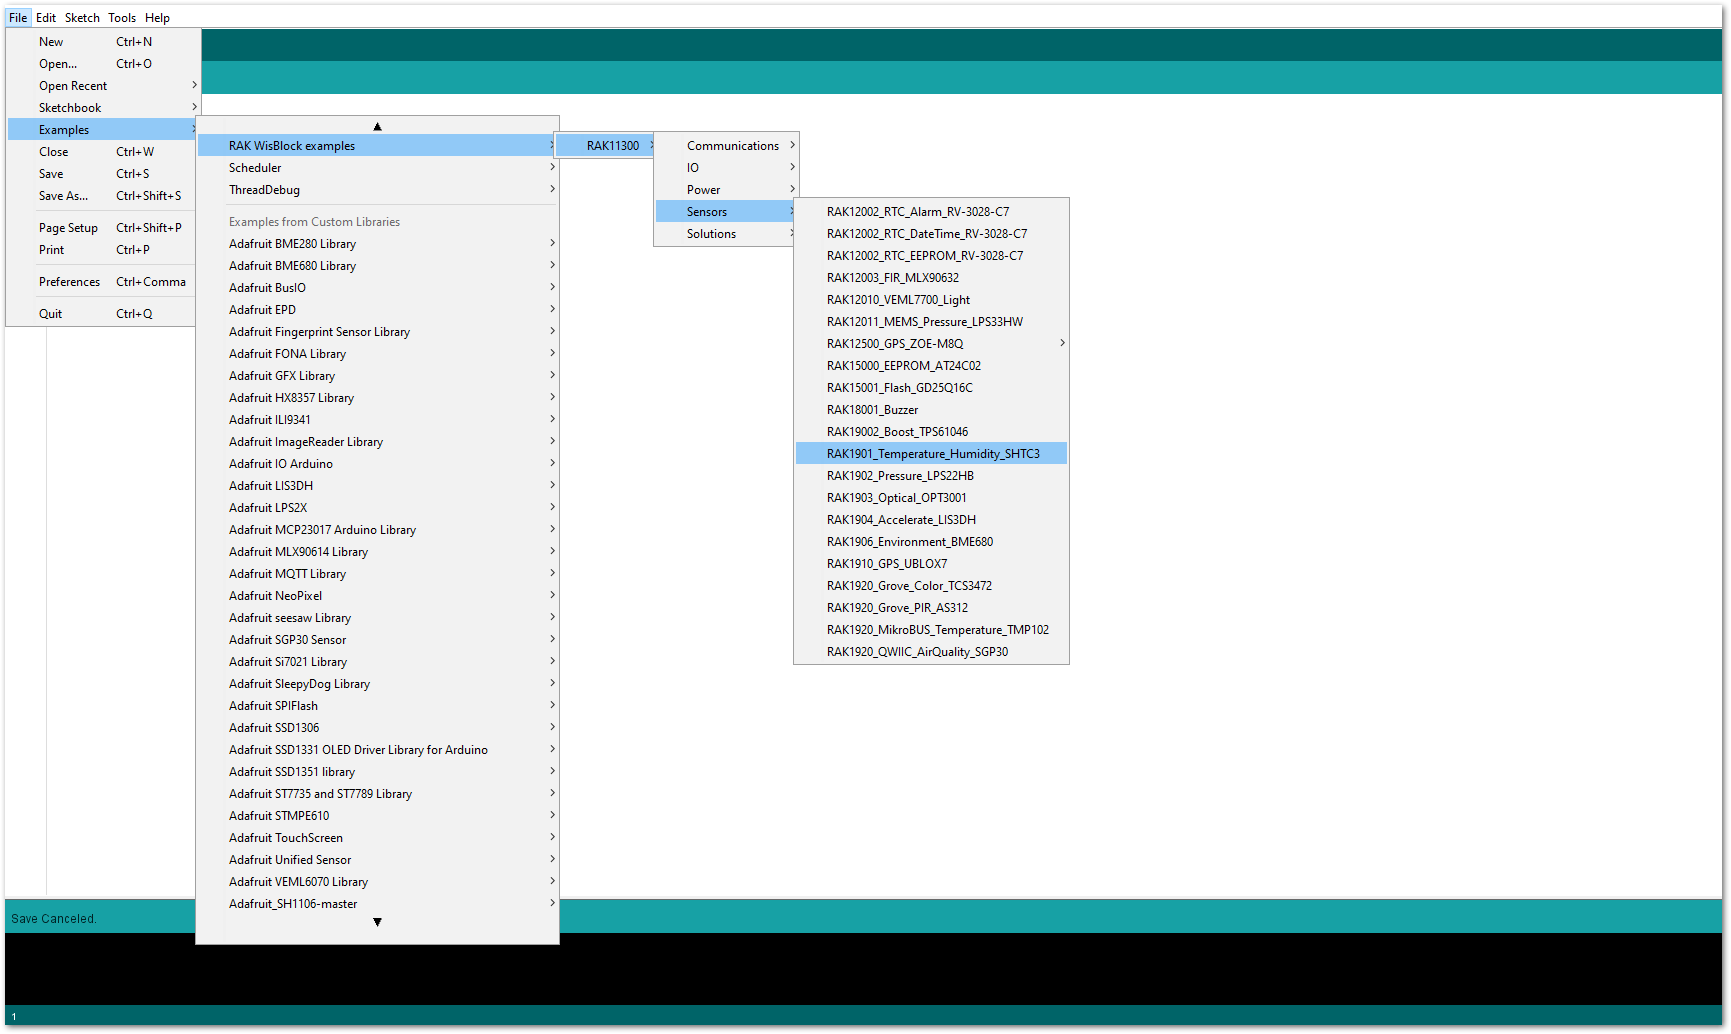 File Edit Sketch Tools Help
New Ctrl+N
Open... Ctrl+O
Open Recent
Sketchbook
Examples
Close Ctrl+W
Save Ctrl+S
Save As... Ctrl+Shift+S
Page Setup Ctrl+Shift+P
Print Ctrl+P
Preferences Ctrl+Comma
Quit Ctrl+Q
RAK WisBlock examples
Scheduler
ThreadDebug
Examples from Custom Libraries
Adafruit BME280 Library
Adafruit BME680 Library
Adafruit BusIO
Adafruit EPD
Adafruit Fingerprint Sensor Library
Adafruit FONA Library
Adafruit GFX Library
Adafruit HX8357 Library
Adafruit ILI9341
Adafruit ImageReader Library
Adafruit IO Arduino
Adafruit LIS3DH
Adafruit LPS2X
Adafruit MCP23017 Arduino Library
Adafruit MLX90614 Library
Adafruit MQTT Library
Adafruit NeoPixel
Adafruit seesaw Library
Adafruit SGP30 Sensor
Adafruit Si7021 Library
Adafruit SleepyDog Library
Adafruit SPIFlash
Adafruit SSD1306
Adafruit SSD1331 OLED Driver Library for Arduino
Adafruit SSD1351 library
Adafruit ST7735 and ST7789 Library
Adafruit STMPE610
Adafruit TouchScreen
Adafruit Unified Sensor
Adafruit VEML6070 Library
Adafruit_SH1106-master
RAK11300
Communications
IO
Power
Sensors
Solutions
RAK12002_RTC_Alarm_RV-3028-C7
RAK12002_RTC_DateTime_RV-3028-C7
RAK12002_RTC_EEPROM_RV-3028-C7
RAK12003_FIR_MLX90632
RAK12010_VEML7700_Light
RAK12011_MEMS_Pressure_LPS33HW
RAK12500_GPS_ZOE-M8Q
RAK15000_EEPROM_AT24C02
RAK15001_Flash_GD25Q16C
RAK18001_Buzzer
RAK19002_Boost_TPS61046
RAK1901_Temperature_Humidity_SHTC3
RAK1902_Pressure_LPS22HB
RAK1903_Optical_OPT3001
RAK1904_Accelerate_LIS3DH
RAK1906_Environment_BME680
RAK1910_GPS_UBLOX7
RAK1920_Grove_Color_TCS3472
RAK1920_Grove_PIR_AS312
RAK1920_MikroBUS_Temperature_TMP102
RAK1920_QWIIC_AirQuality_SGP30
Save Canceled.
1